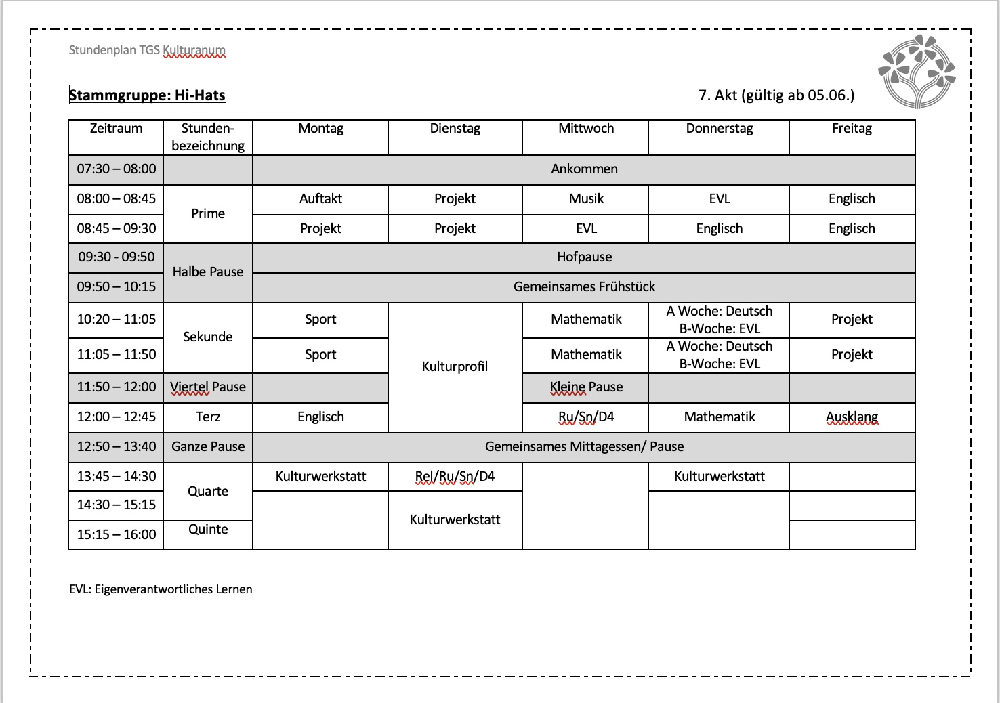 Stundenplan TGS Kulturanum
Stammgruppe: Hi-Hats 7. Akt (gültig ab 05.06.)
Zeitraum Stunden- Montag Dienstag Mittwoch Donnerstag Freitag
bezeichnung
07:30 – 08:00 Ankommen
08:00 – 08:45 Auftakt Projekt Musik EVL Englisch
Prime
08:45 – 09:30 Projekt Projekt EVL Englisch Englisch
09:30 - 09:50 Hofpause
Halbe Pause
09:50 – 10:15 Gemeinsames Frühstück
A Woche: Deutsch
10:20 – 11:05 Sport Mathematik Projekt
B-Woche: EVL
Sekunde
A Woche: Deutsch
11:05 – 11:50 Sport Mathematik Projekt
B-Woche: EVL
Kulturprofil
11:50 – 12:00 Viertel Pause Kleine Pause
12:00 – 12:45 Terz Englisch Ru/Sn/D4 Mathematik Ausklang
12:50 – 13:40 Ganze Pause Gemeinsames Mittagessen/ Pause
13:45 – 14:30 Kulturwerkstatt Rel/Ru/Sn/D4 Kulturwerkstatt
Quarte
14:30 – 15:15
Kulturwerkstatt
Quinte
15:15 – 16:00
EVL: Eigenverantwortliches Lernen